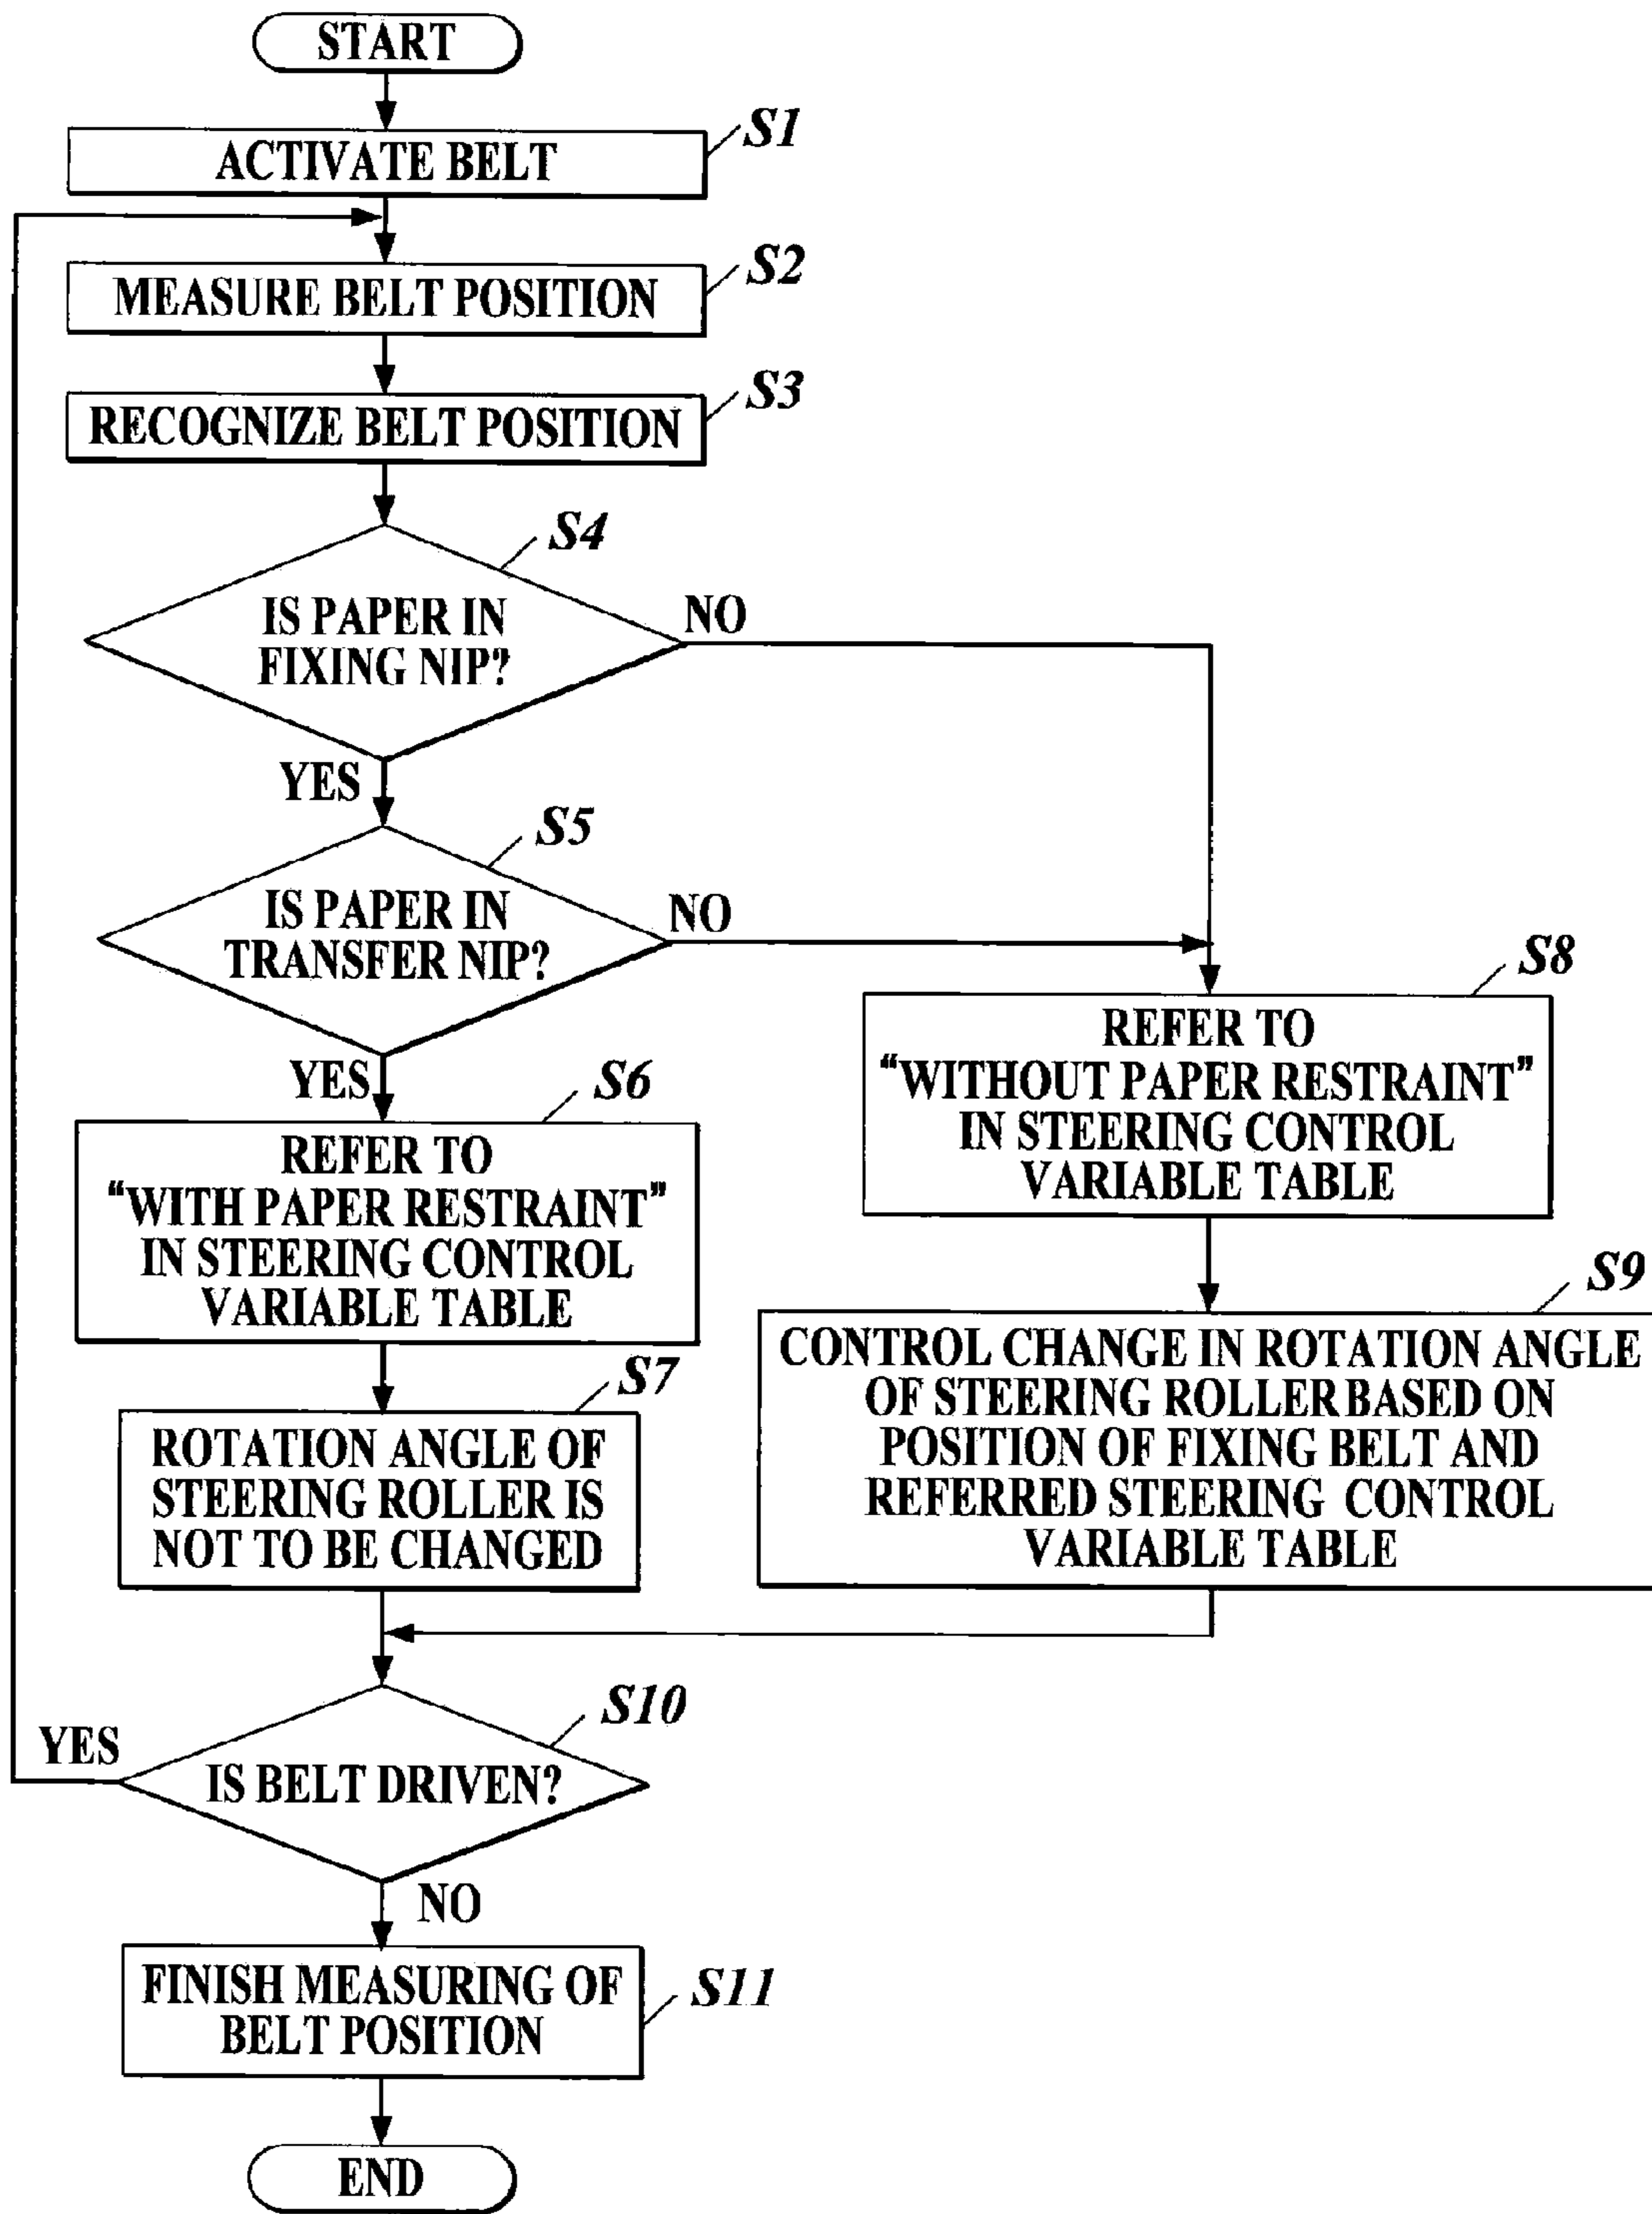 START
S1
ACTIVATE BELT
S2
MEASURE BELT POSITION
S3
RECOGNIZE BELT POSITION
S4
IS PAPER IN
FIXING NIP?
NO
YES
S5
IS PAPER IN
TRANSFER NIP?
NO
YES
S6
REFER TO
“WITH PAPER RESTRAINT”
IN STEERING CONTROL
VARIABLE TABLE
S7
ROTATION ANGLE OF
STEERING ROLLER IS
NOT TO BE CHANGED
S8
REFER TO
“WITHOUT PAPER RESTRAINT”
IN STEERING CONTROL
VARIABLE TABLE
S9
CONTROL CHANGE IN ROTATION ANGLE
OF STEERING ROLLER BASED ON
POSITION OF FIXING BELT AND
REFERRED STEERING CONTROL
VARIABLE TABLE
S10
YES
IS BELT DRIVEN?
NO
S11
FINISH MEASURING OF
BELT POSITION
END